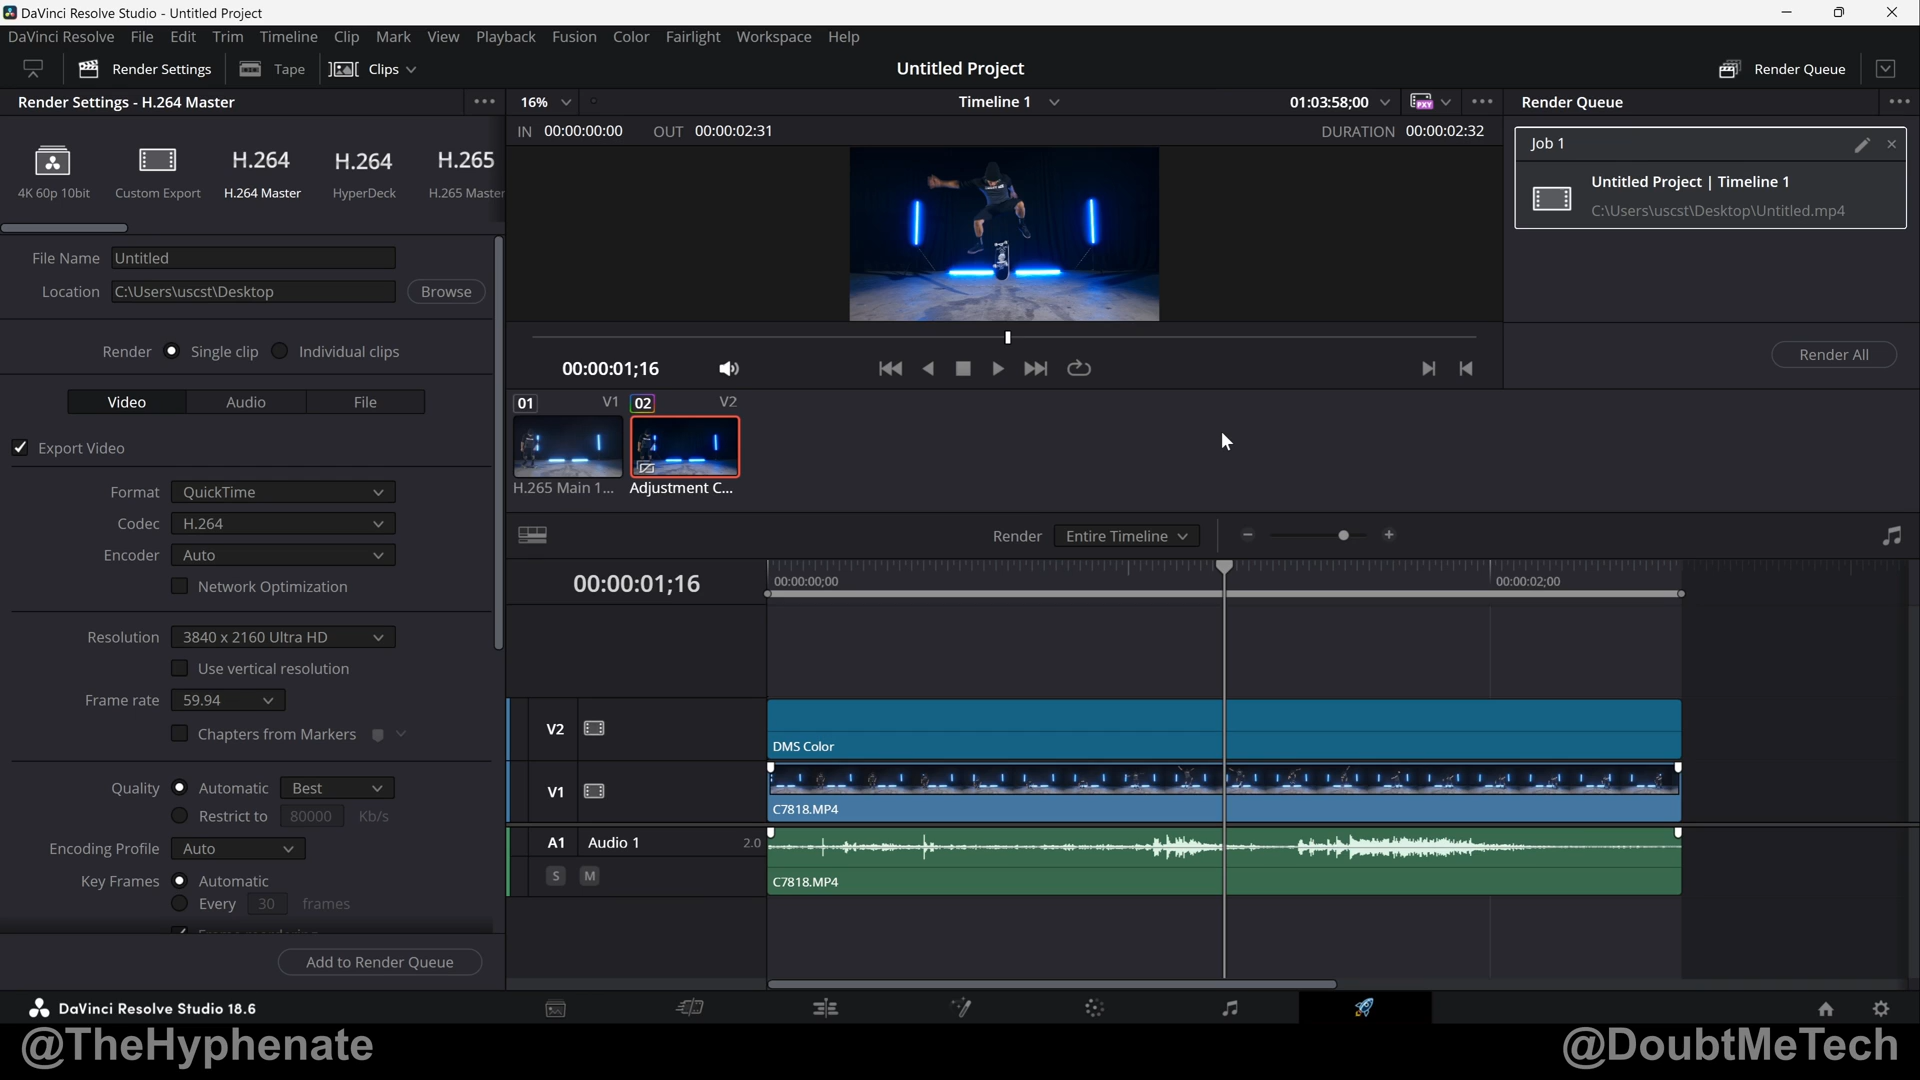 DaVinci Resolve Studio - Untitled Project
DaVinci Resolve File Edit Trim Timeline Clip Mark View Playback Fusion Color Fairlight Workspace Help
Render Settings Tape Clips Untitled Project Render Queue
Render Settings - H.264 Master 16% Timeline 1 01:03:58;00 PXY Render Queue
IN 00:00:00:00 OUT 00:00:02:31 DURATION 00:00:02:32
Job 1
H.264 H.264 H.265
4K 60p 10bit Custom Export H.264 Master HyperDeck H.265 Master
Untitled Project | Timeline 1
C:\Users\uscst\Desktop\Untitled.mp4
File Name Untitled
Location C:\Users\uscst\Desktop Browse
Render Single clip Individual clips
Render All
00:00:01;16
Video Audio File
01 V1 02 V2
Export Video
H.265 Main 1... Adjustment C...
Format QuickTime
Codec H.264
Encoder Auto
Network Optimization
Render Entire Timeline
00:00:01;16 00:00:00;00 00:00:02;00
Resolution 3840 x 2160 Ultra HD
Use vertical resolution
Frame rate 59.94
Chapters from Markers
V2
DMS Color
Quality Automatic Best
Restrict to 80000 Kb/s
V1
C7818.MP4
Encoding Profile Auto
A1 Audio 1 2.0
Key Frames Automatic
Every 30 frames
S M
C7818.MP4
Add to Render Queue
DaVinci Resolve Studio 18.6
@TheHyphenate @DoubtMeTech